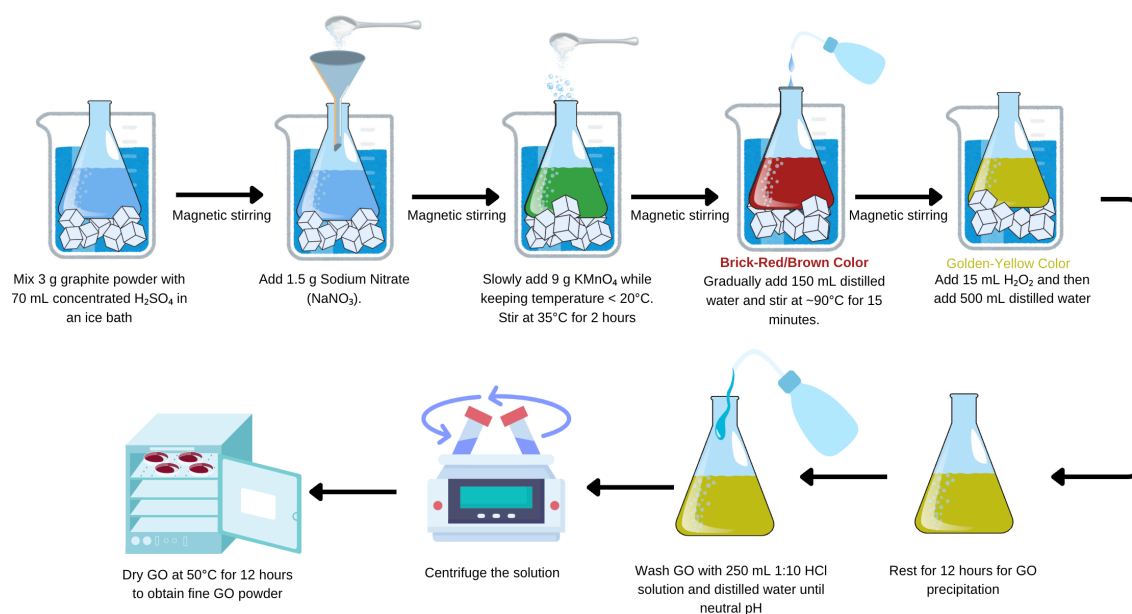 Magnetic stirring
Magnetic stirring
Magnetic stirring
Magnetic stirring
Mix 3 g graphite powder with
70 mL concentrated H₂SO₄ in
an ice bath
Add 1.5 g Sodium Nitrate
(NaNO₃).
Slowly add 9 g KMnO₄ while
keeping temperature < 20°C.
Stir at 35°C for 2 hours
Brick-Red/Brown Color
Gradually add 150 mL distilled
water and stir at ~90°C for 15
minutes.
Golden-Yellow Color
Add 15 mL H₂O₂ and then
add 500 mL distilled water
Dry GO at 50°C for 12 hours
to obtain fine GO powder
Centrifuge the solution
Wash GO with 250 mL 1:10 HCl
solution and distilled water until
neutral pH
Rest for 12 hours for GO
precipitation